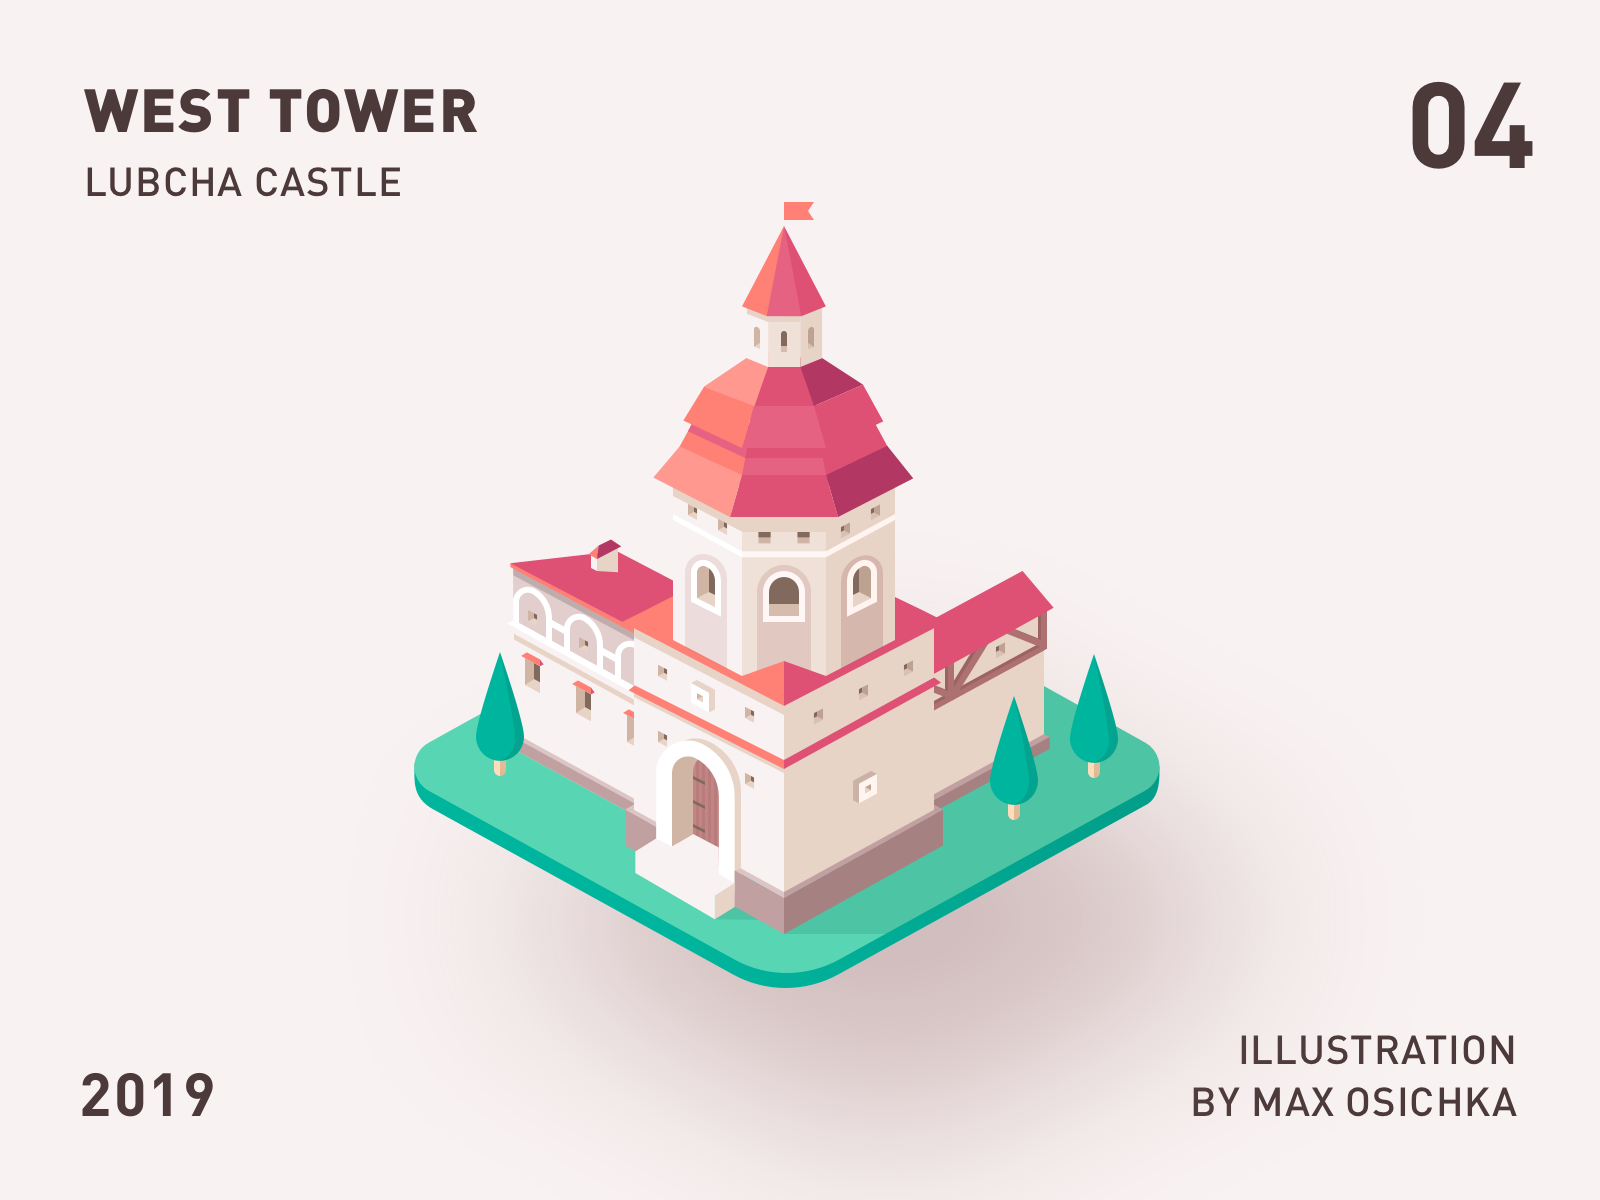 WEST TOWER
LUBCHA CASTLE
04
2019
ILLUSTRATION
BY MAX OSICHKA